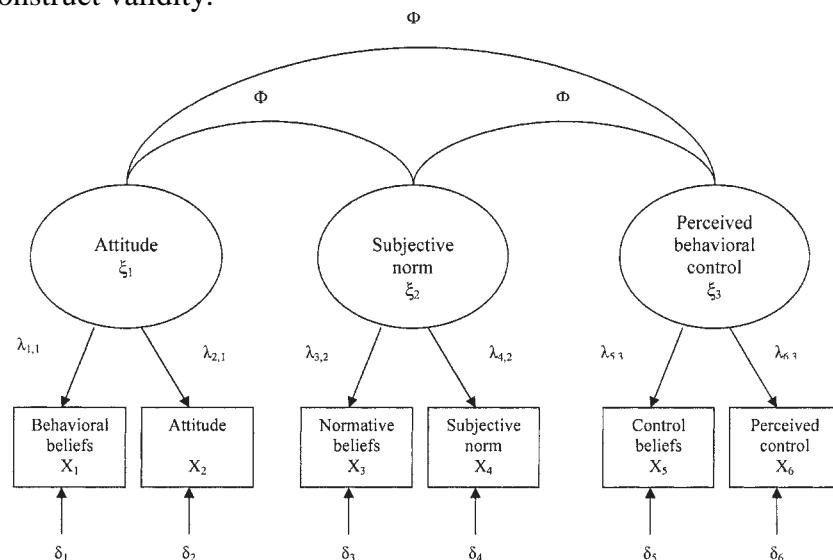 onstruct validity.
Φ
Φ Φ
Attitude
ξ₁
Subjective
norm
ξ₂
Perceived
behavioral
control
ξ₃
λ₁,₁ λ₂,₁ λ₃,₂ λ₄,₂ λ₅,₃ λ₆,₃
Behavioral
beliefs
X₁
Attitude
X₂
Normative
beliefs
X₃
Subjective
norm
X₄
Control
beliefs
X₅
Perceived
control
X₆
δ₁ δ₂ δ₃ δ₄ δ₅ δ₆